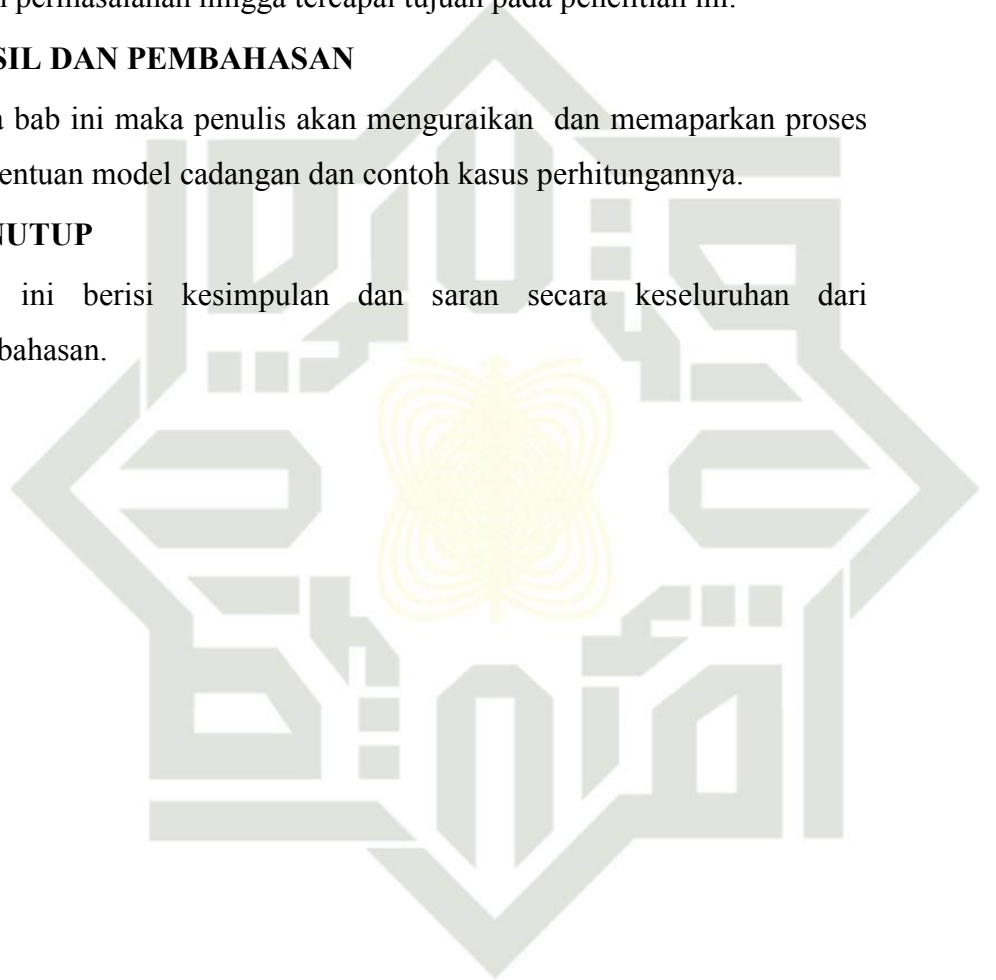 permasalahan hingga tercapai tujuan pada penelitian ini.
SIL DAN PEMBAHASAN
bab ini maka penulis akan menguraikan dan memaparkan proses
entuan model cadangan dan contoh kasus perhitungannya.
NUTUP
ini berisi kesimpulan dan saran secara keseluruhan dari
bahasan.